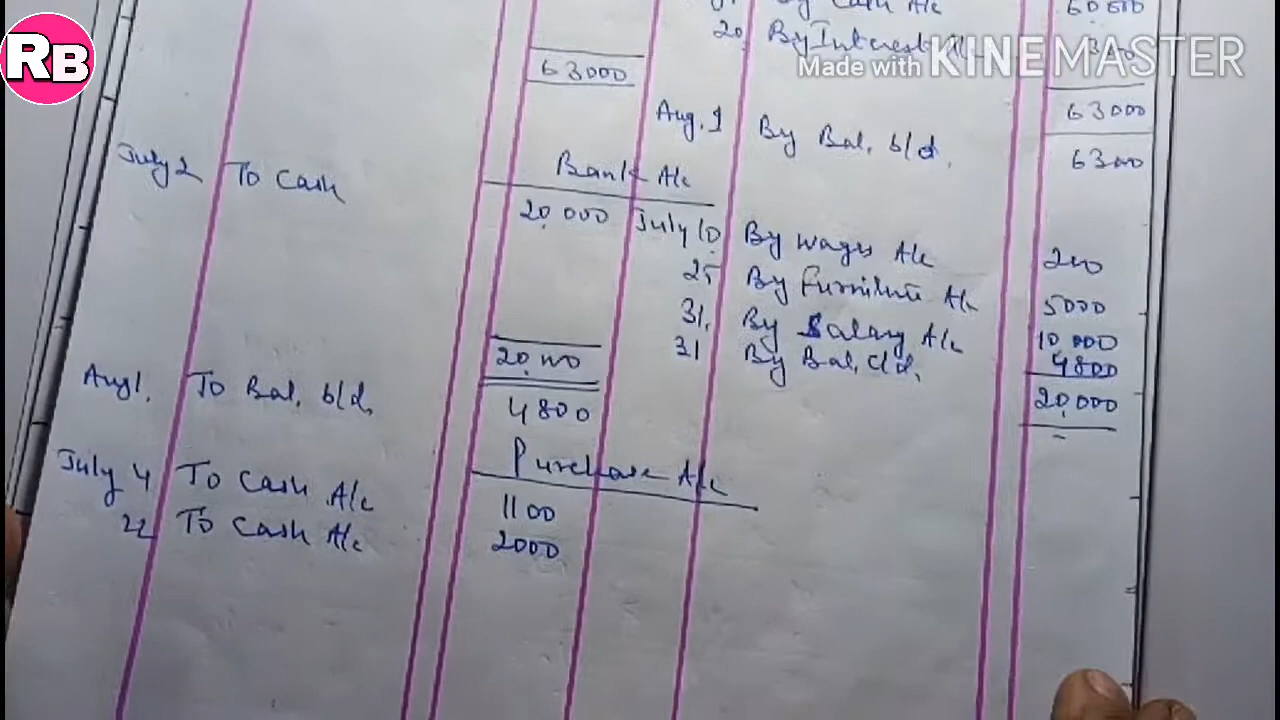 By Cash A/c 60000
20 By Interest A/c
RB
Made with KINEMASTER
63000
63000
Aug. 1 By Bal. b/d. 6300
Bank A/c
July 2 To Cash 20,000 July 10 By wages A/c 200
25 By Furniture A/c 5000
31. By Salary A/c 10,000
31 By Bal. c/d. 4800
20,000 20,000
Aug 1. To Bal. b/d. 4800
Purchase A/c
July 4 To Cash A/c 1100
22 To Cash A/c 2000